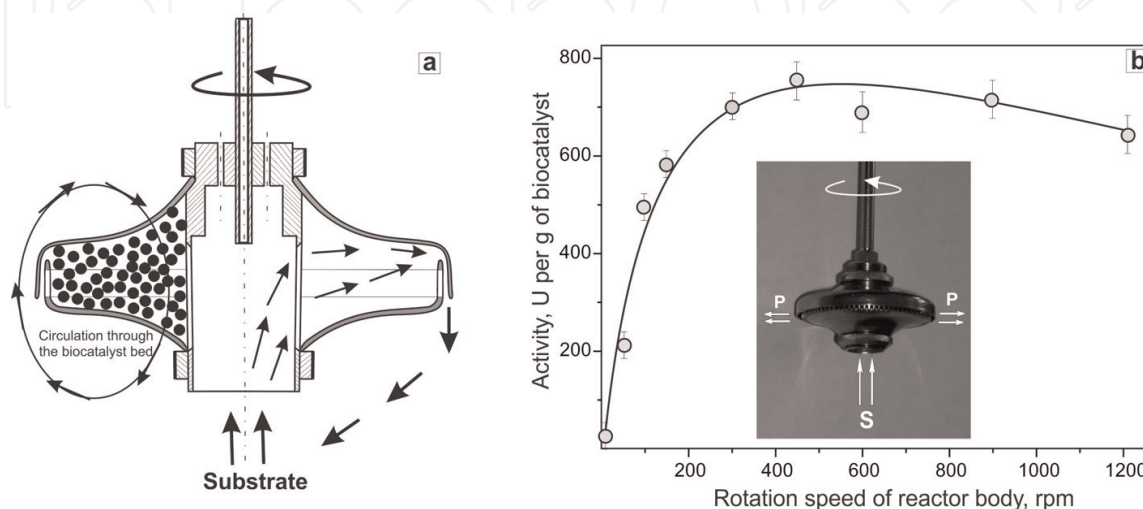 a
Circulation through
the biocatalyst bed
Substrate
b
Activity, U per g of biocatalyst
800
600
400
200
P
P
S
200
400
600
800
1000
1200
Rotation speed of reactor body, rpm